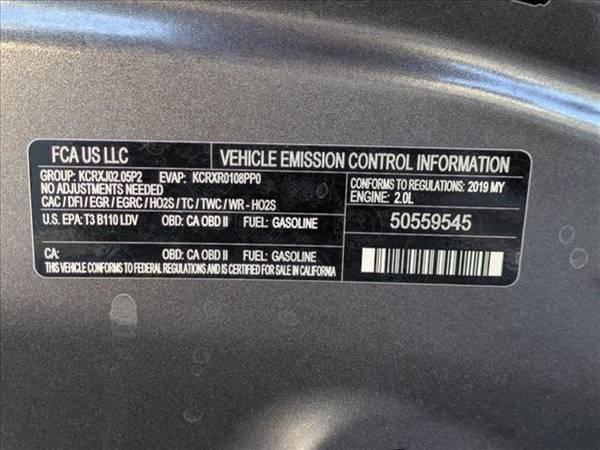 FCA US LLC
VEHICLE EMISSION CONTROL INFORMATION
GROUP: KCRXJ02.05P2 EVAP: KCRXR0108PP0
NO ADJUSTMENTS NEEDED
CAC / DFI / EGR / EGRC / HO2S / TC / TWC / WR - HO2S
CONFORMS TO REGULATIONS: 2019 MY
ENGINE: 2.0L
U.S. EPA: T3 B110 LDV OBD: CA OBD II FUEL: GASOLINE
50559545
CA: OBD: CA OBD II FUEL: GASOLINE
THIS VEHICLE CONFORMS TO FEDERAL REGULATIONS AND IS CERTIFIED FOR SALE IN CALIFORNIA